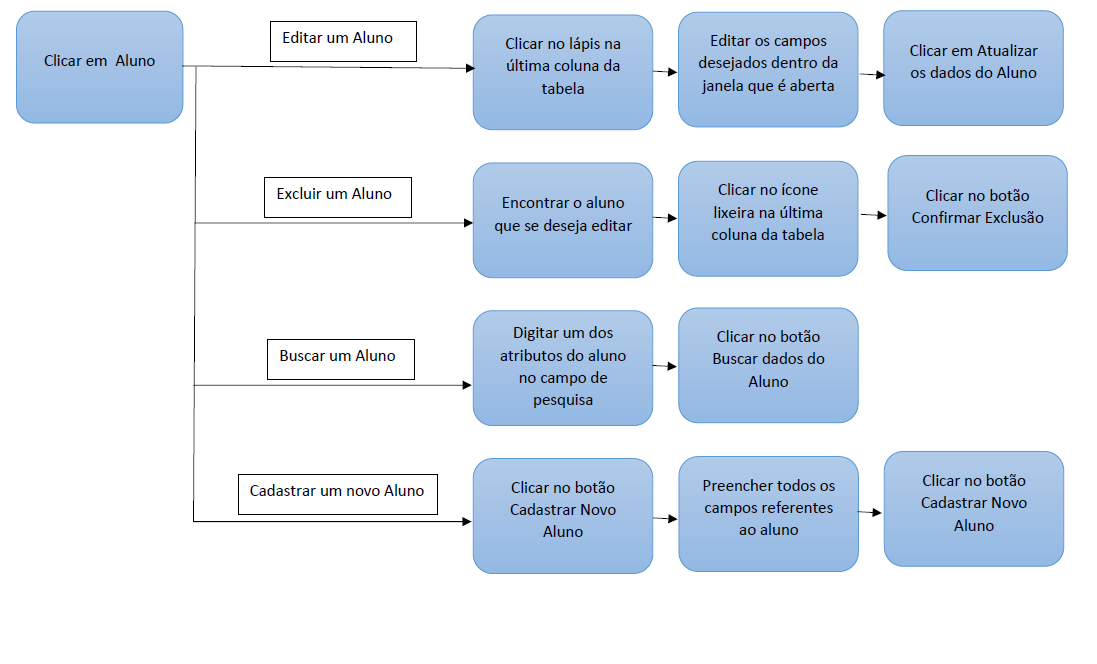 Clicar em  Aluno
Editar um Aluno
Clicar no lápis na
última coluna da
tabela
Editar os campos
desejados dentro da
janela que é aberta
Clicar em Atualizar
os dados do Aluno
Excluir um Aluno
Encontrar o aluno
que se deseja editar
Clicar no ícone
lixeira na última
coluna da tabela
Clicar no botão
Confirmar Exclusão
Buscar um Aluno
Digitar um dos
atributos do aluno
no campo de
pesquisa
Clicar no botão
Buscar dados do
Aluno
Cadastrar um novo Aluno
Clicar no botão
Cadastrar Novo
Aluno
Preencher todos os
campos referentes
ao aluno
Clicar no botão
Cadastrar Novo
Aluno